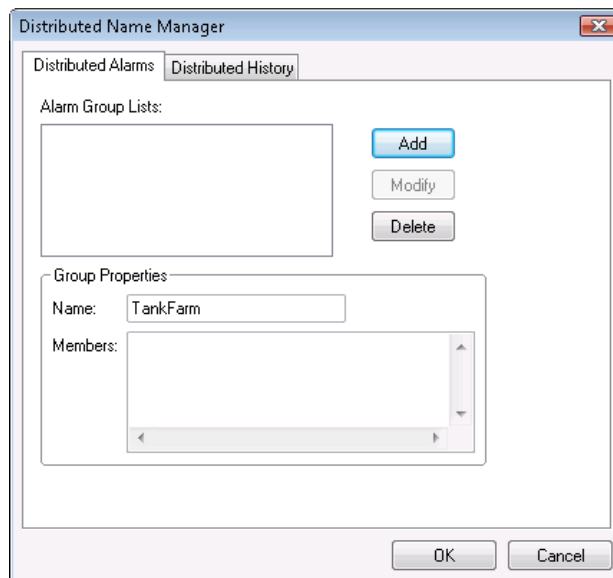 Distributed Name Manager
Distributed Alarms
Distributed History
Alarm Group Lists:
Add
Modify
Delete
Group Properties
Name:
TankFarm
Members:
OK
Cancel